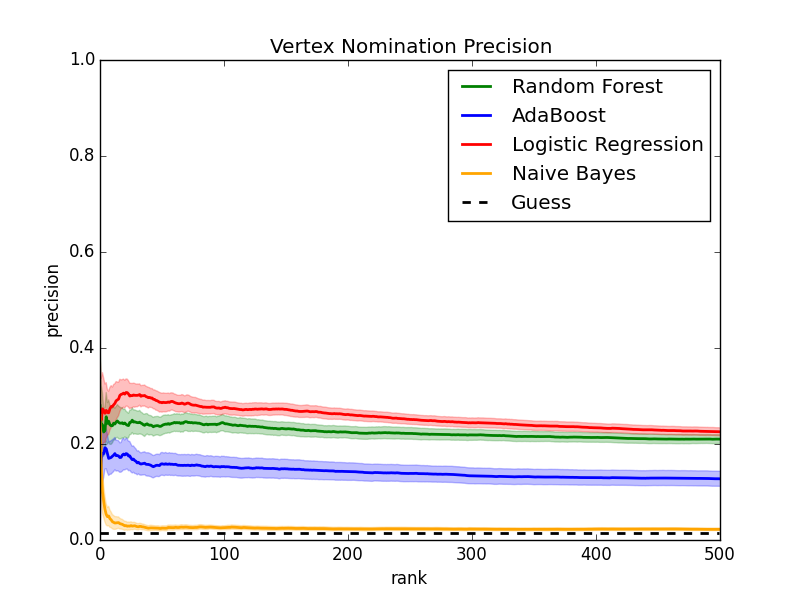 Vertex Nomination Precision
1.0
0.8
0.6
0.4
0.2
0.0
precision
Random Forest
AdaBoost
Logistic Regression
Naive Bayes
Guess
0 100 200 300 400 500
rank